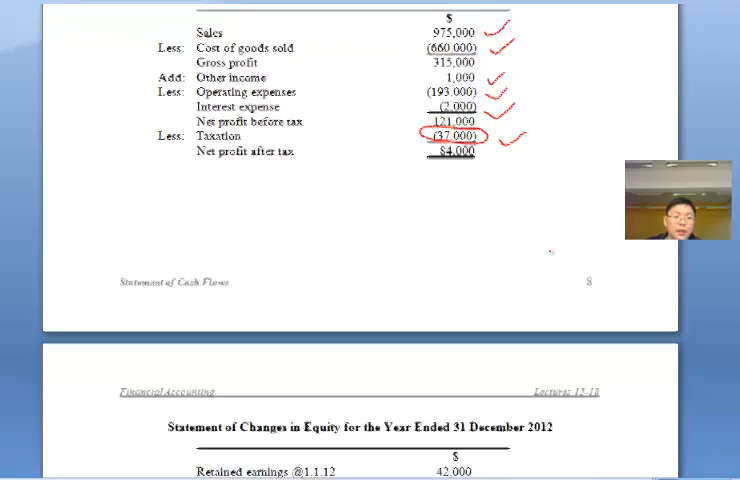 $
Sales 975,000
Less: Cost of goods sold (660,000)
Gross profit 315,000
Add: Other income 1,000
Less: Operating expenses (193,000)
Interest expense (2,000)
Net profit before tax 121,000
Less: Taxation (37,000)
Net profit after tax 84,000
Statement of Cash Flows 8
Financial Accounting Lectures 15-18
Statement of Changes in Equity for the Year Ended 31 December 2012
$
Retained earnings @1.1.12 42,000